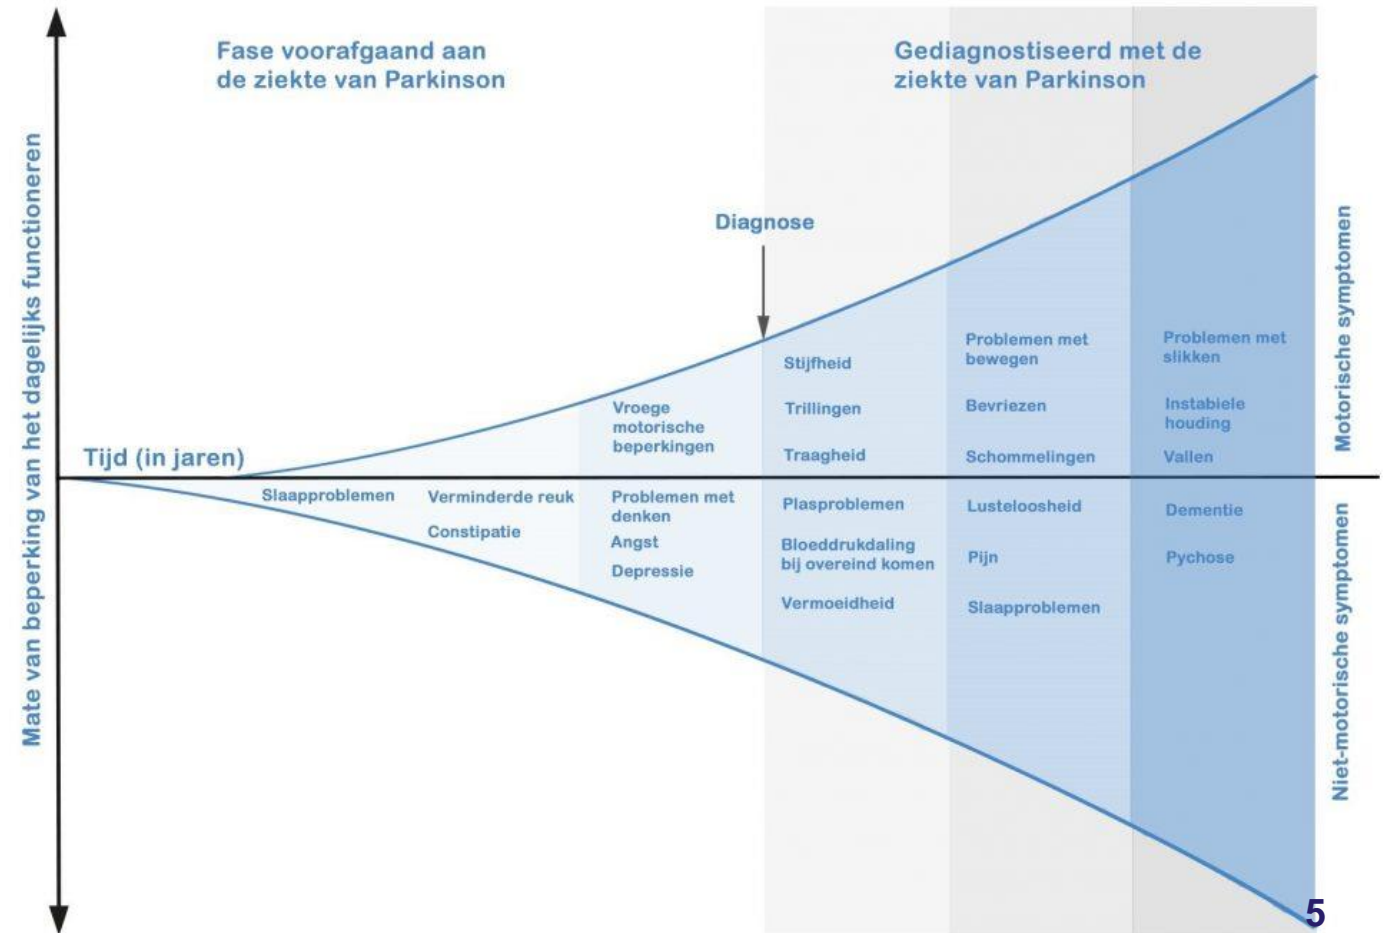 Fase voorafgaand aan
de ziekte van Parkinson
Gediagnostiseerd met de
ziekte van Parkinson
Mate van beperking van het dagelijks functioneren
Diagnose
Tijd (in jaren)
Vroege
motorische
beperkingen
Stijfheid
Trillingen
Traagheid
Problemen met
bewegen
Bevriezen
Schommelingen
Problemen met
slikken
Instabiele
houding
Vallen
Motorische symptomen
Slaapproblemen
Verminderde reuk
Constipatie
Problemen met
denken
Angst
Depressie
Plasproblemen
Bloeddrukdaling
bij overeind komen
Vermoeidheid
Lusteloosheid
Pijn
Slaapproblemen
Dementie
Pychose
Niet-motorische symptomen
5